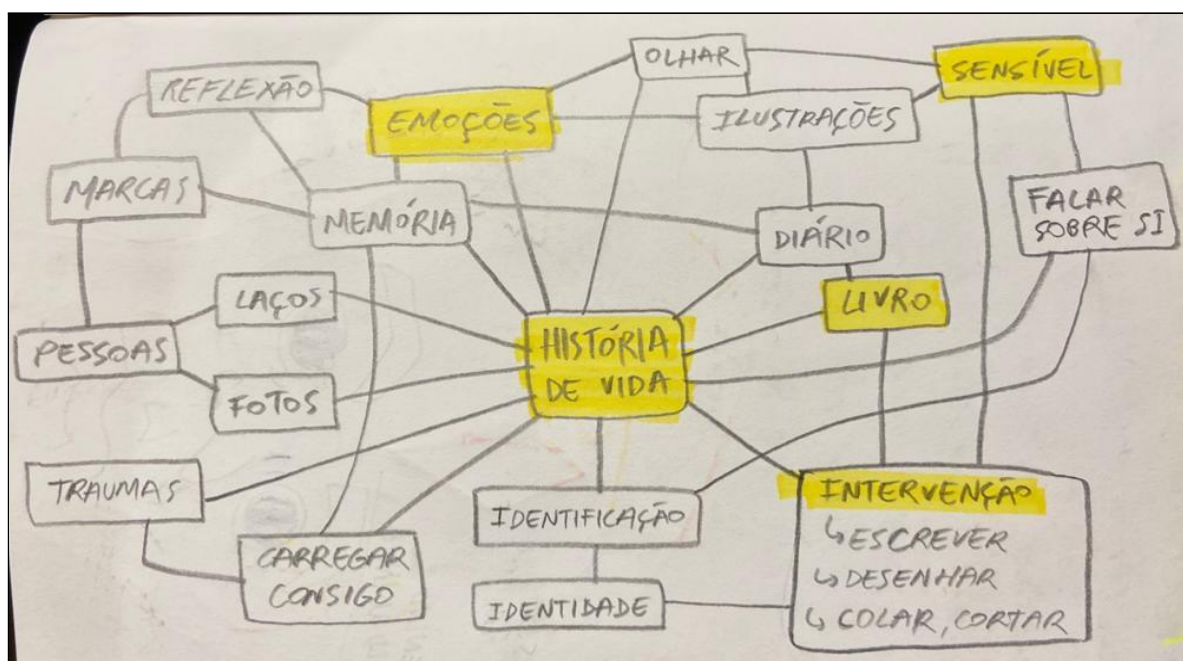 OLHAR
SENSÍVEL
REFLEXÃO
EMOÇÕES
ILUSTRAÇÕES
MARCAS
MEMÓRIA
DIÁRIO
FALAR
SOBRE SI
LAÇOS
LIVRO
PESSOAS
HISTÓRIA
DE VIDA
FOTOS
TRAUMAS
INTERVENÇÃO
↳ ESCREVER
↳ DESENHAR
↳ COLAR, CORTAR
IDENTIFICAÇÃO
CARREGAR
CONSIGO
IDENTIDADE